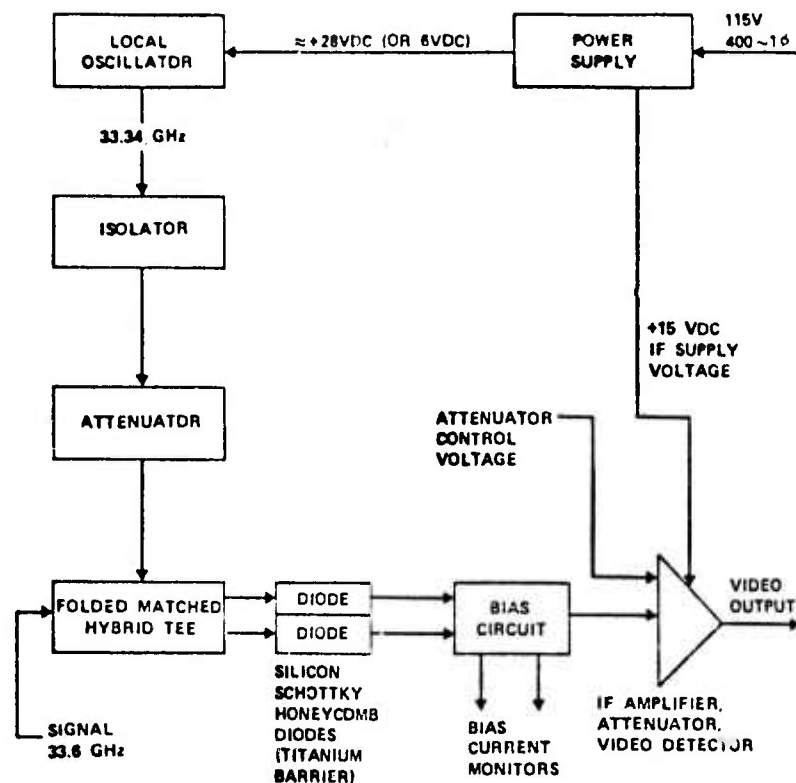 LOCAL
OSCILLATOR
≈+28VDC (OR 6VDC)
POWER
SUPPLY
115V
400~1ϕ
33.34 GHz
ISOLATOR
+15 VDC
IF SUPPLY
VOLTAGE
ATTENUATOR
ATTENUATOR
CONTROL
VOLTAGE
FOLDED MATCHED
HYBRID TEE
DIODE
DIODE
BIAS
CIRCUIT
VIDEO
OUTPUT
SIGNAL
33.6 GHz
SILICON
SCHOTTKY
HONEYCOMB
DIODES
(TITANIUM
BARRIER)
BIAS
CURRENT
MONITORS
IF AMPLIFIER,
ATTENUATOR,
VIDEO DETECTOR